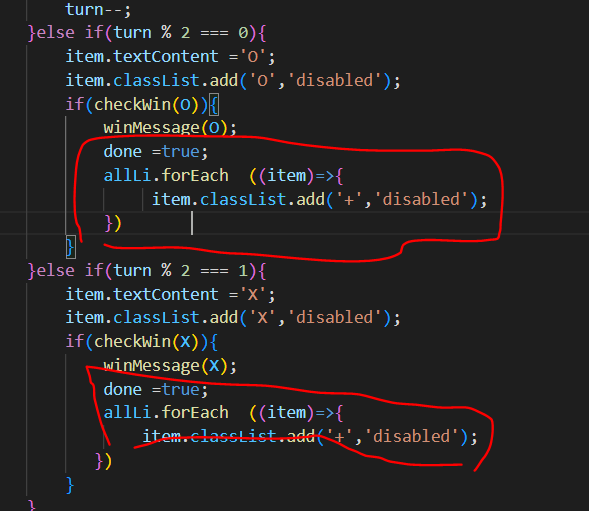 turn--;
}else if(turn % 2 === 0){
item.textContent ='O';
item.classList.add('O','disabled');
if(checkWin(O)){
winMessage(O);
done =true;
allLi.forEach  ((item)=>{
item.classList.add('+','disabled');
})
}
}else if(turn % 2 === 1){
item.textContent ='X';
item.classList.add('X','disabled');
if(checkWin(X)){
winMessage(X);
done =true;
allLi.forEach  ((item)=>{
item.classList.add('+','disabled');
})
}
}